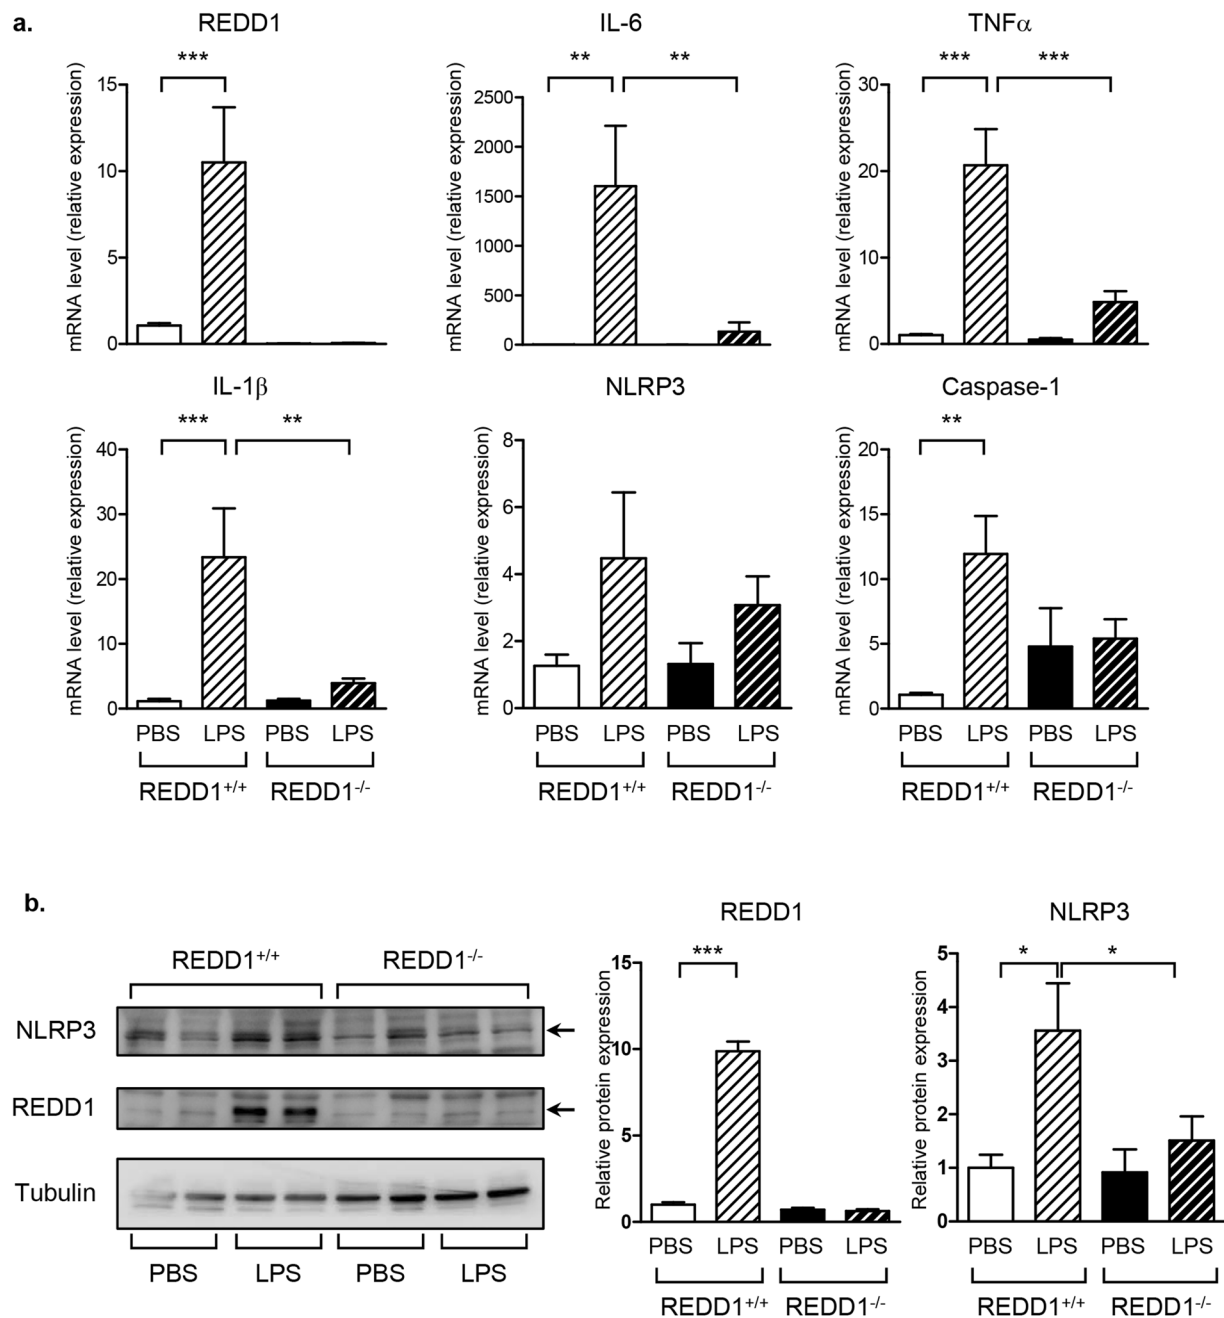 a.
REDD1
IL-6
TNFα
***
**
**
***
***
mRNA level (relative expression)
15
10
5
0
mRNA level (relative expression)
2500
2000
1500
1000
500
0
mRNA level (relative expression)
30
20
10
0
IL-1β
NLRP3
Caspase-1
***
**
**
mRNA level (relative expression)
40
30
20
10
0
mRNA level (relative expression)
8
6
4
2
0
mRNA level (relative expression)
20
15
10
5
0
PBS LPS PBS LPS
PBS LPS PBS LPS
PBS LPS PBS LPS
REDD1+/+ REDD1-/-
REDD1+/+ REDD1-/-
REDD1+/+ REDD1-/-
b.
REDD1+/+ REDD1-/-
NLRP3
REDD1
Tubulin
PBS LPS PBS LPS
REDD1
***
Relative protein expression
15
10
5
0
PBS LPS PBS LPS
REDD1+/+ REDD1-/-
NLRP3
*
*
Relative protein expression
5
4
3
2
1
0
PBS LPS PBS LPS
REDD1+/+ REDD1-/-